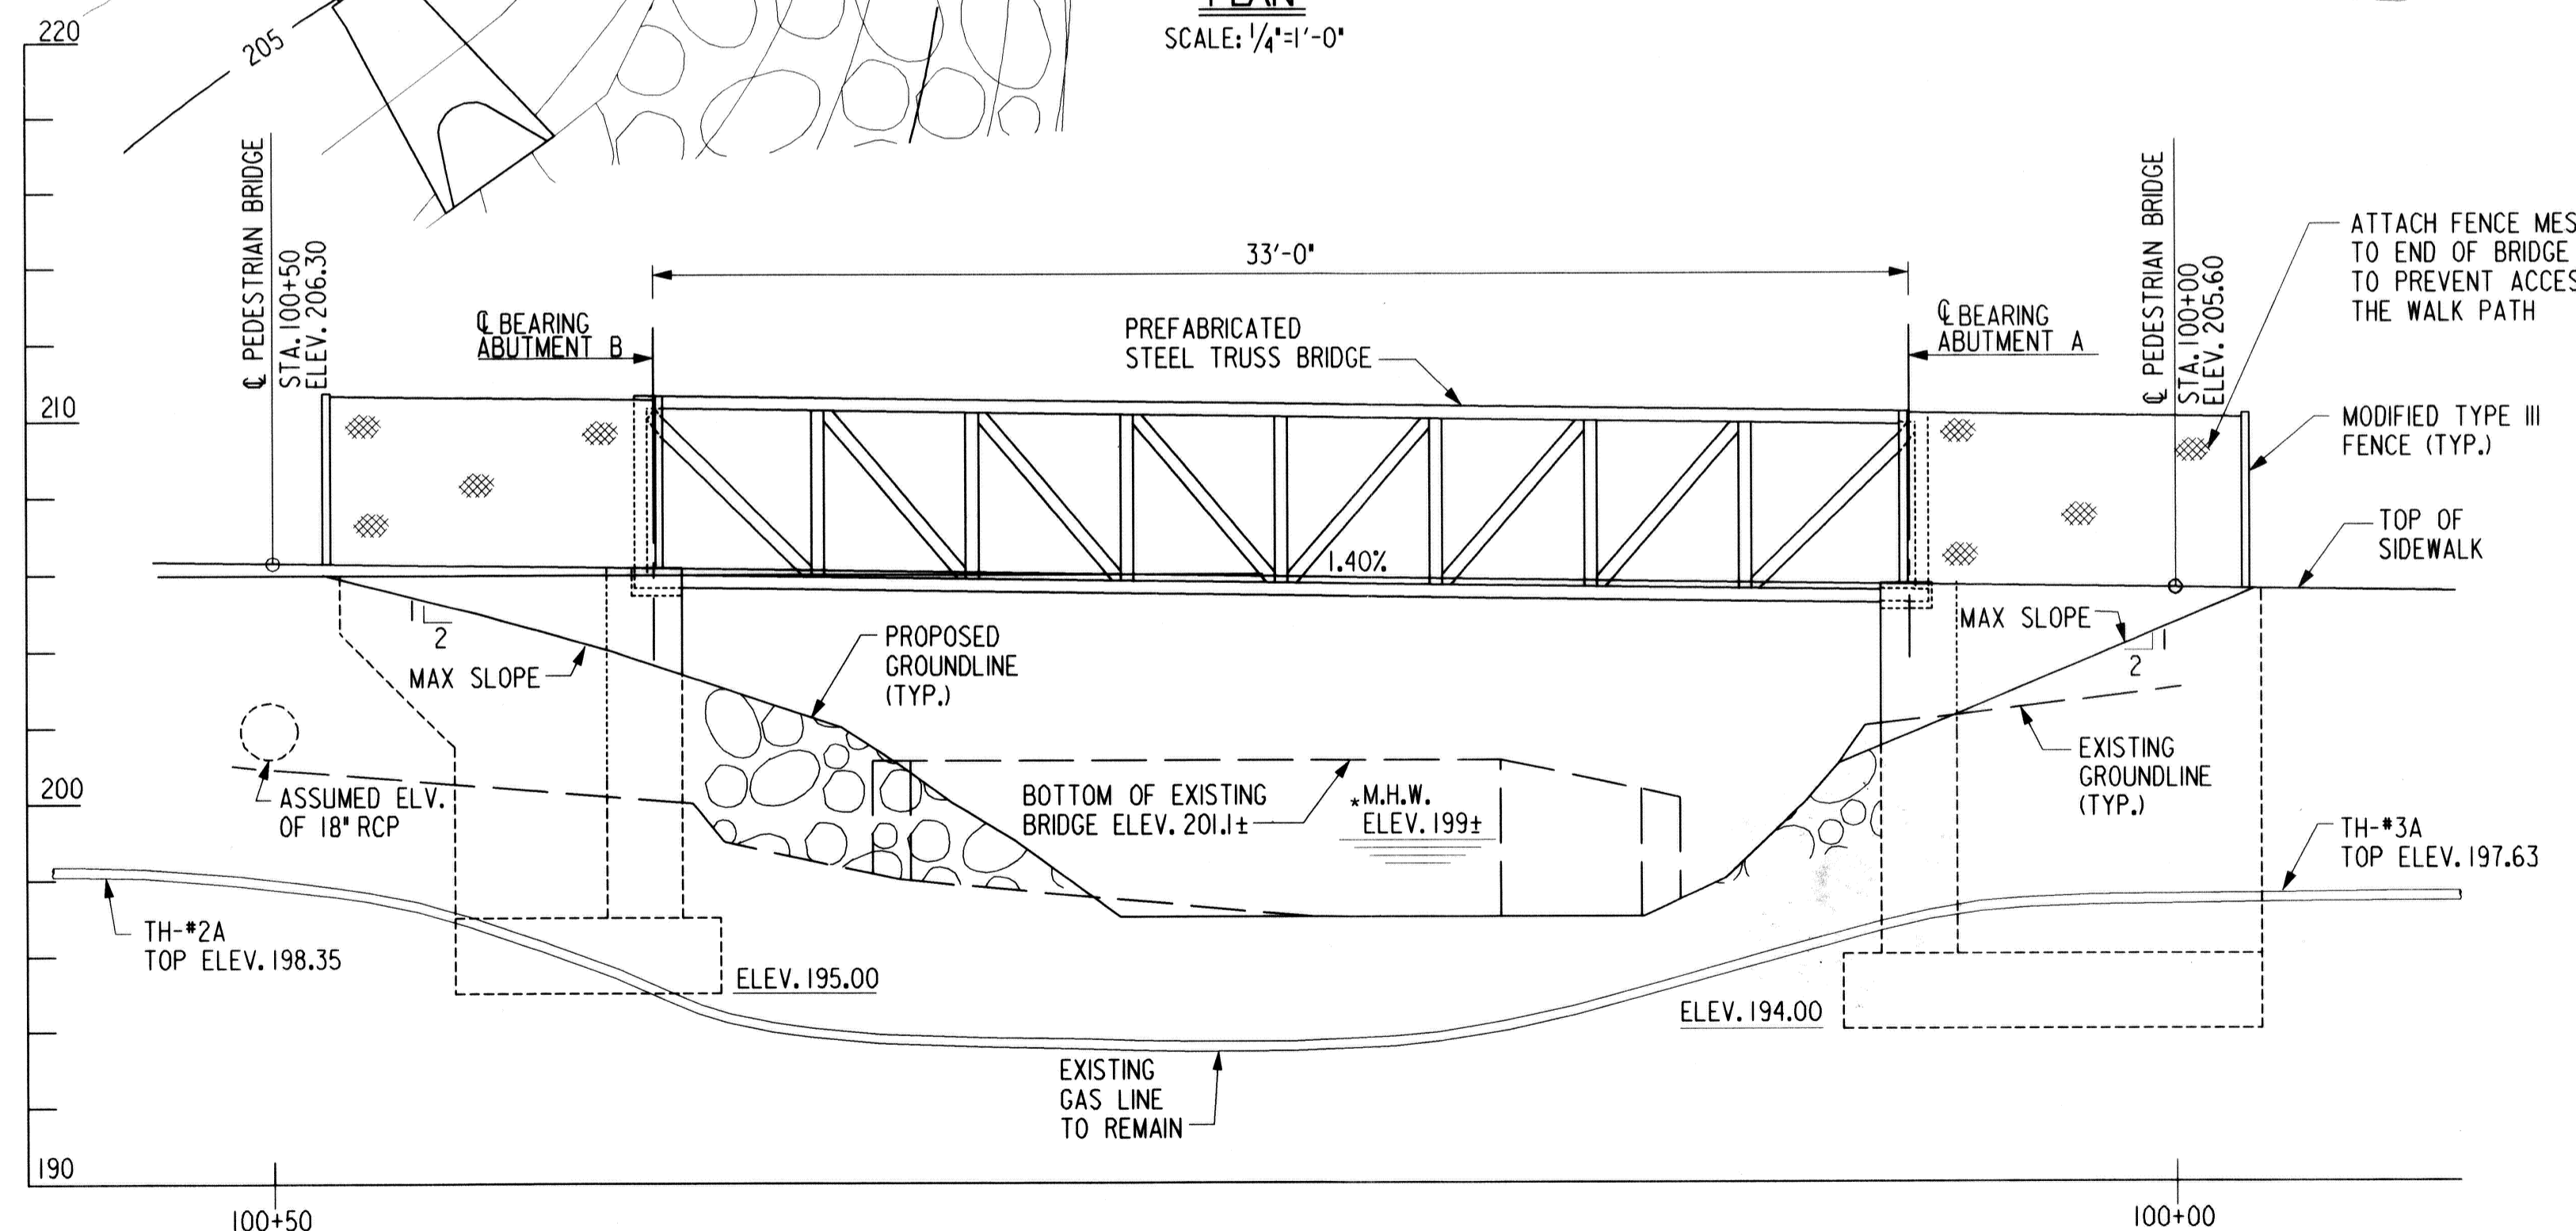 PLAN
SCALE: 1/4"=1'-0"
220
205
℄ PEDESTRIAN BRIDGE
STA. 100+50
ELEV. 206.30
33'-0"
℄ PEDESTRIAN BRIDGE
STA. 100+00
ELEV. 205.60
ATTACH FENCE MES
TO END OF BRIDGE
TO PREVENT ACCES
THE WALK PATH
℄ BEARING
ABUTMENT B
PREFABRICATED
STEEL TRUSS BRIDGE
℄ BEARING
ABUTMENT A
210
MODIFIED TYPE III
FENCE (TYP.)
TOP OF
SIDEWALK
1.40%
1
2
MAX SLOPE
PROPOSED
GROUNDLINE
(TYP.)
MAX SLOPE
1
2
EXISTING
GROUNDLINE
(TYP.)
200
ASSUMED ELV.
OF 18" RCP
BOTTOM OF EXISTING
BRIDGE ELEV. 201.1±
*M.H.W.
ELEV. 199±
TH-#3A
TOP ELEV. 197.63
TH-#2A
TOP ELEV. 198.35
ELEV. 195.00
ELEV. 194.00
EXISTING
GAS LINE
TO REMAIN
190
100+50
100+00